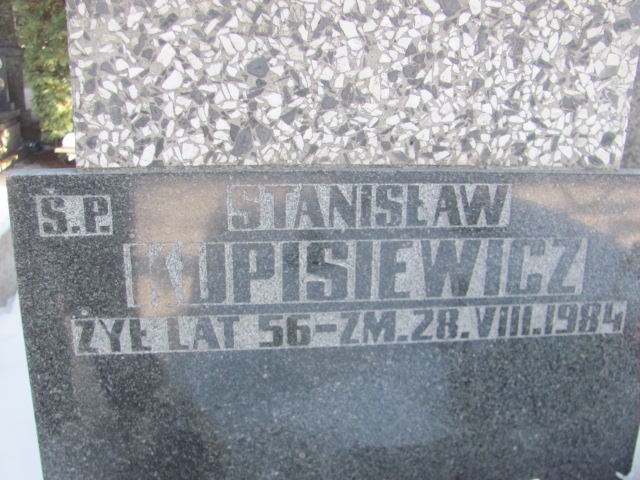 Ś.P. STANISŁAW
KUPISIEWICZ
ŻYŁ LAT 56-ZM.28.VIII.1984